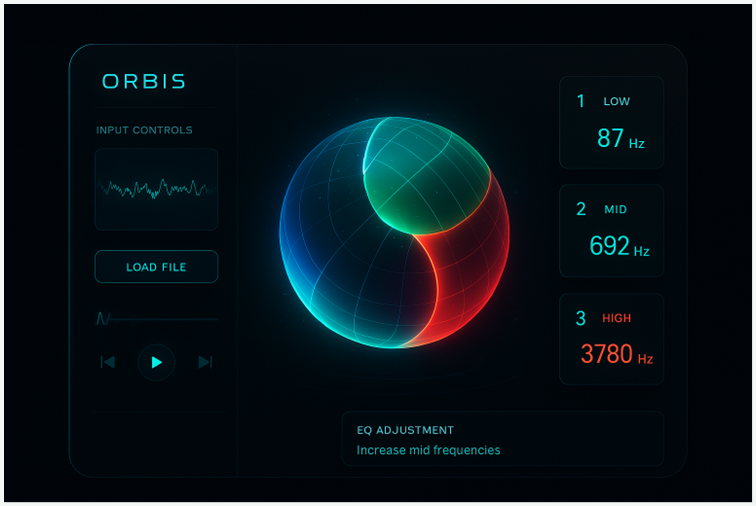 ORBIS
INPUT CONTROLS
LOAD FILE
1 LOW
87 Hz
2 MID
692 Hz
3 HIGH
3780 Hz
EQ ADJUSTMENT
Increase mid frequencies